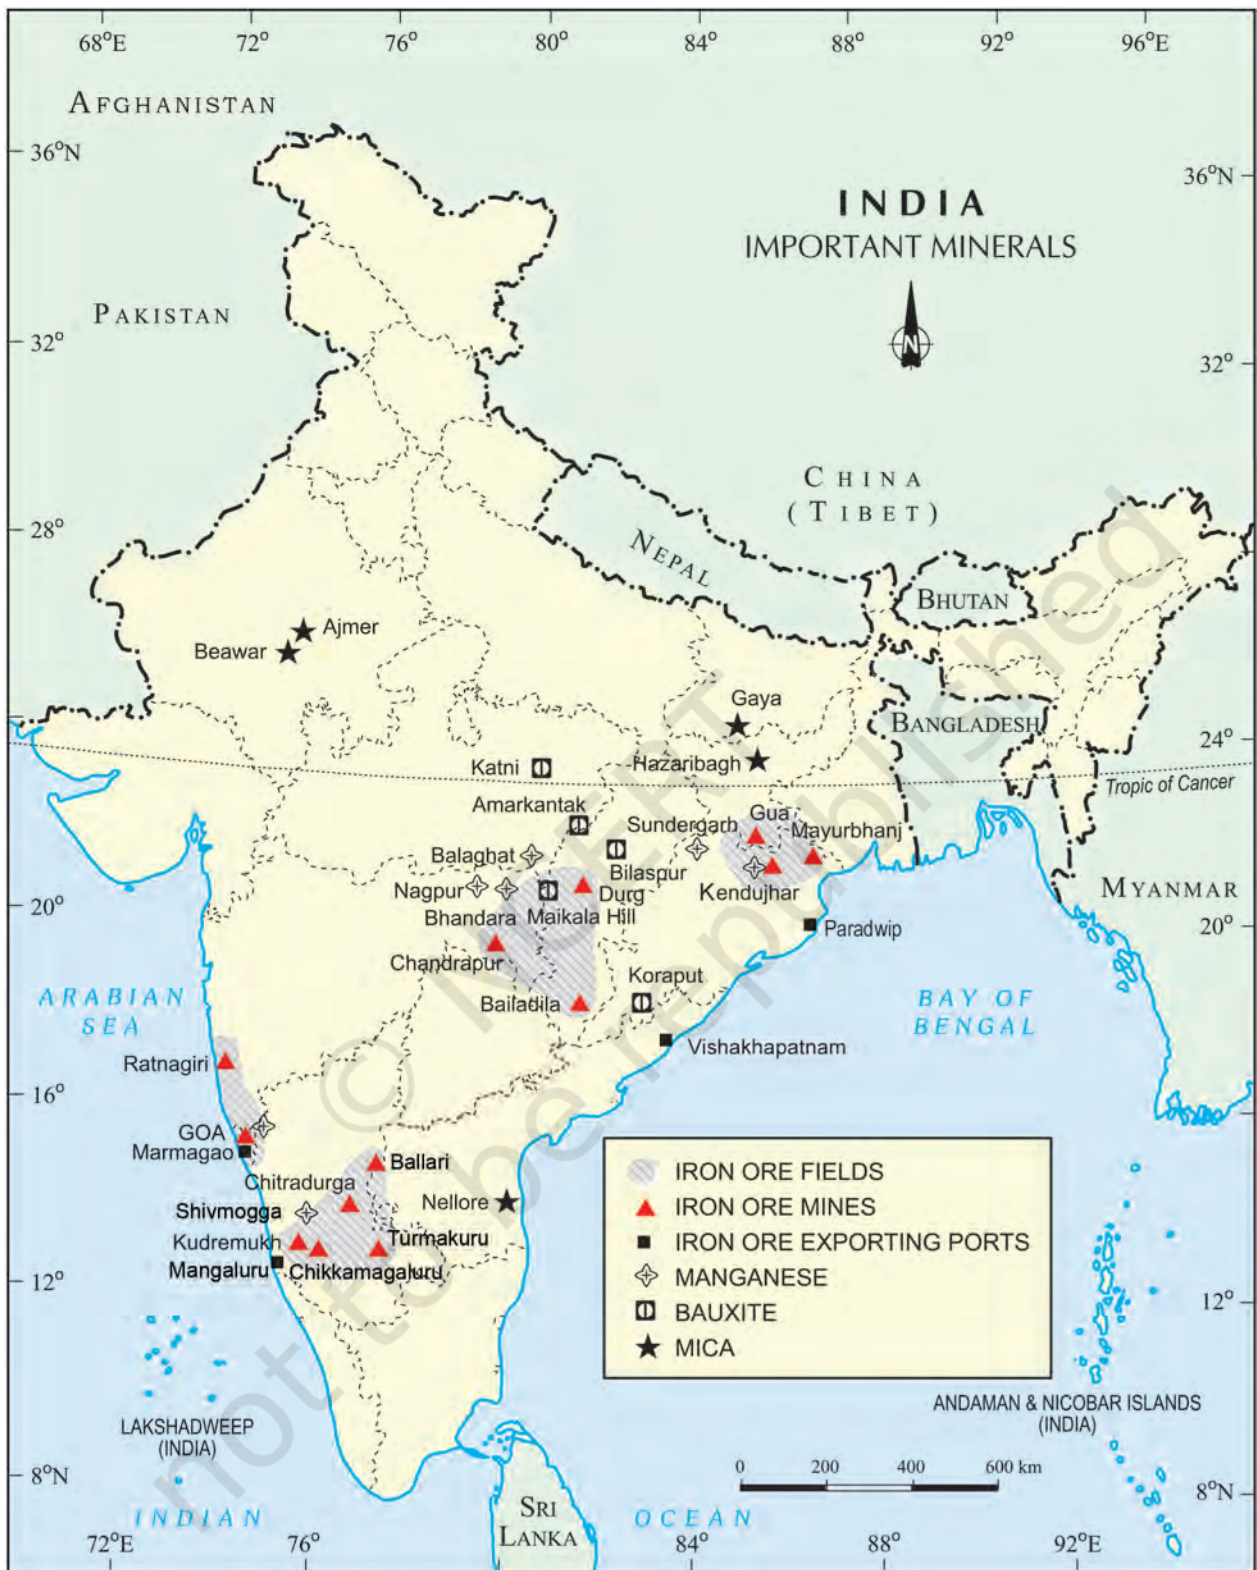 68°E 72° 76° 80° 84° 88° 92° 96°E
AFGHANISTAN
36°N
36°N
INDIA
IMPORTANT MINERALS
PAKISTAN
N
32°
32°
CHINA
(TIBET)
28°
28°
NEPAL
BHUTAN
Ajmer
Beawar
Gaya
BANGLADESH
24°
Katni
Hazaribagh
Tropic of Cancer
Amarkantak
Sundergarh
Gua
Mayurbhanj
Balaghat
Bilaspur
Nagpur
Durg
Kendujhar
MYANMAR
20°
Bhandara
Maikala Hill
20°
Paradwip
Chandrapur
Koraput
ARABIAN
SEA
Bailadila
BAY OF
BENGAL
Vishakhapatnam
Ratnagiri
16°
16°
GOA
Marmagao
Ballari
Chitradurga
Nellore
Shivmogga
Kudremukh
Turmakuru
Mangaluru
Chikkamagaluru
12°
12°
IRON ORE FIELDS
IRON ORE MINES
IRON ORE EXPORTING PORTS
MANGANESE
BAUXITE
MICA
LAKSHADWEEP
(INDIA)
ANDAMAN & NICOBAR ISLANDS
(INDIA)
0 200 400 600 km
8°N
8°N
SRI
LANKA
INDIAN OCEAN
72°E 76° 84° 88° 92°E
© NCERT
not to be republished